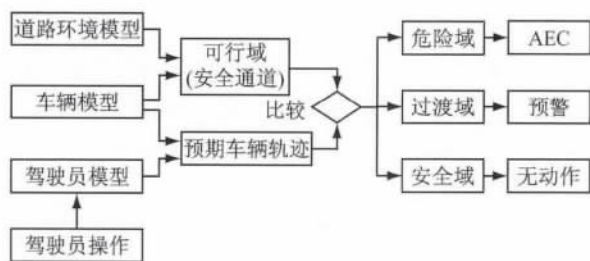 道路环境模型
车辆模型
驾驶员模型
驾驶员操作
可行域
(安全通道)
预期车辆轨迹
比较
危险域
AEC
过渡域
预警
安全域
无动作